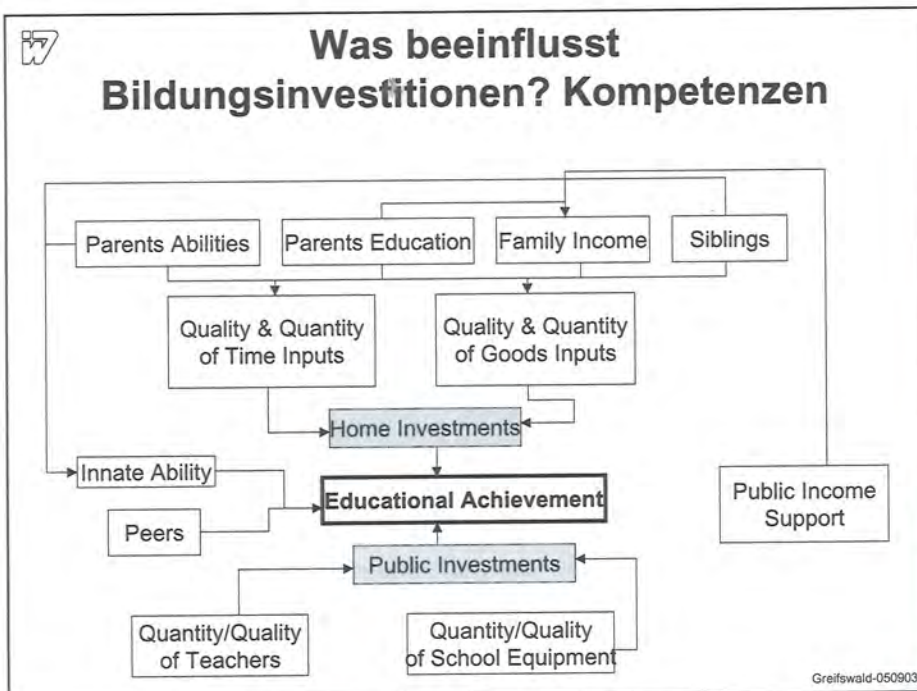 iw
Was beeinflusst
Bildungsinvestitionen? Kompetenzen
Parents Abilities
Parents Education
Family Income
Siblings
Quality & Quantity
of Time Inputs
Quality & Quantity
of Goods Inputs
Home Investments
Innate Ability
Educational Achievement
Public Income
Support
Peers
Public Investments
Quantity/Quality
of Teachers
Quantity/Quality
of School Equipment
Greifswald-050903